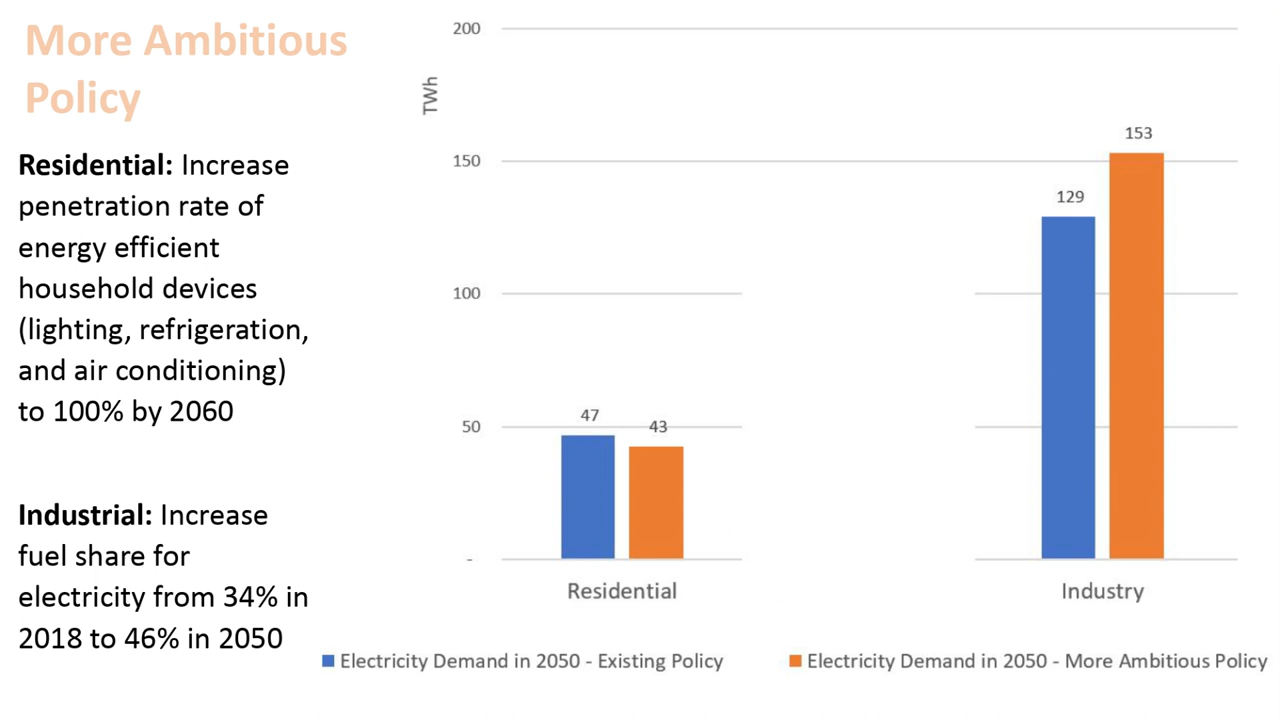 More Ambitious
Policy
Residential: Increase
penetration rate of
energy efficient
household devices
(lighting, refrigeration,
and air conditioning)
to 100% by 2060
Industrial: Increase
fuel share for
electricity from 34% in
2018 to 46% in 2050
TWh
200
150
100
50
-
47
43
129
153
Residential
Industry
Electricity Demand in 2050 - Existing Policy
Electricity Demand in 2050 - More Ambitious Policy